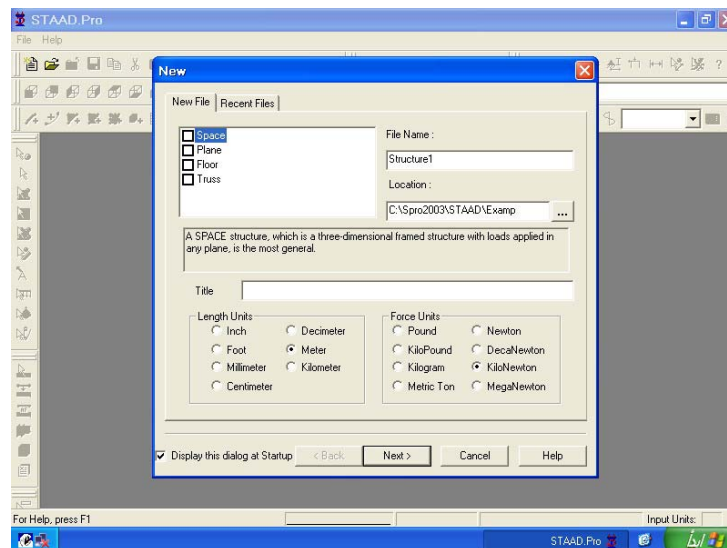 STAAD.Pro
File Help
New
New File Recent Files
Space
Plane
Floor
Truss
File Name :
Structure1
Location :
C:\Spro2003\STAAD\Examp ...
A SPACE structure, which is a three-dimensional framed structure with loads applied in
any plane, is the most general.
Title
Length Units
Inch Decimeter
Foot Meter
Millimeter Kilometer
Centimeter
Force Units
Pound Newton
KiloPound DecaNewton
Kilogram KiloNewton
Metric Ton MegaNewton
Display this dialog at Startup < Back Next > Cancel Help
For Help, press F1 Input Units:
STAAD.Pro ابدأ